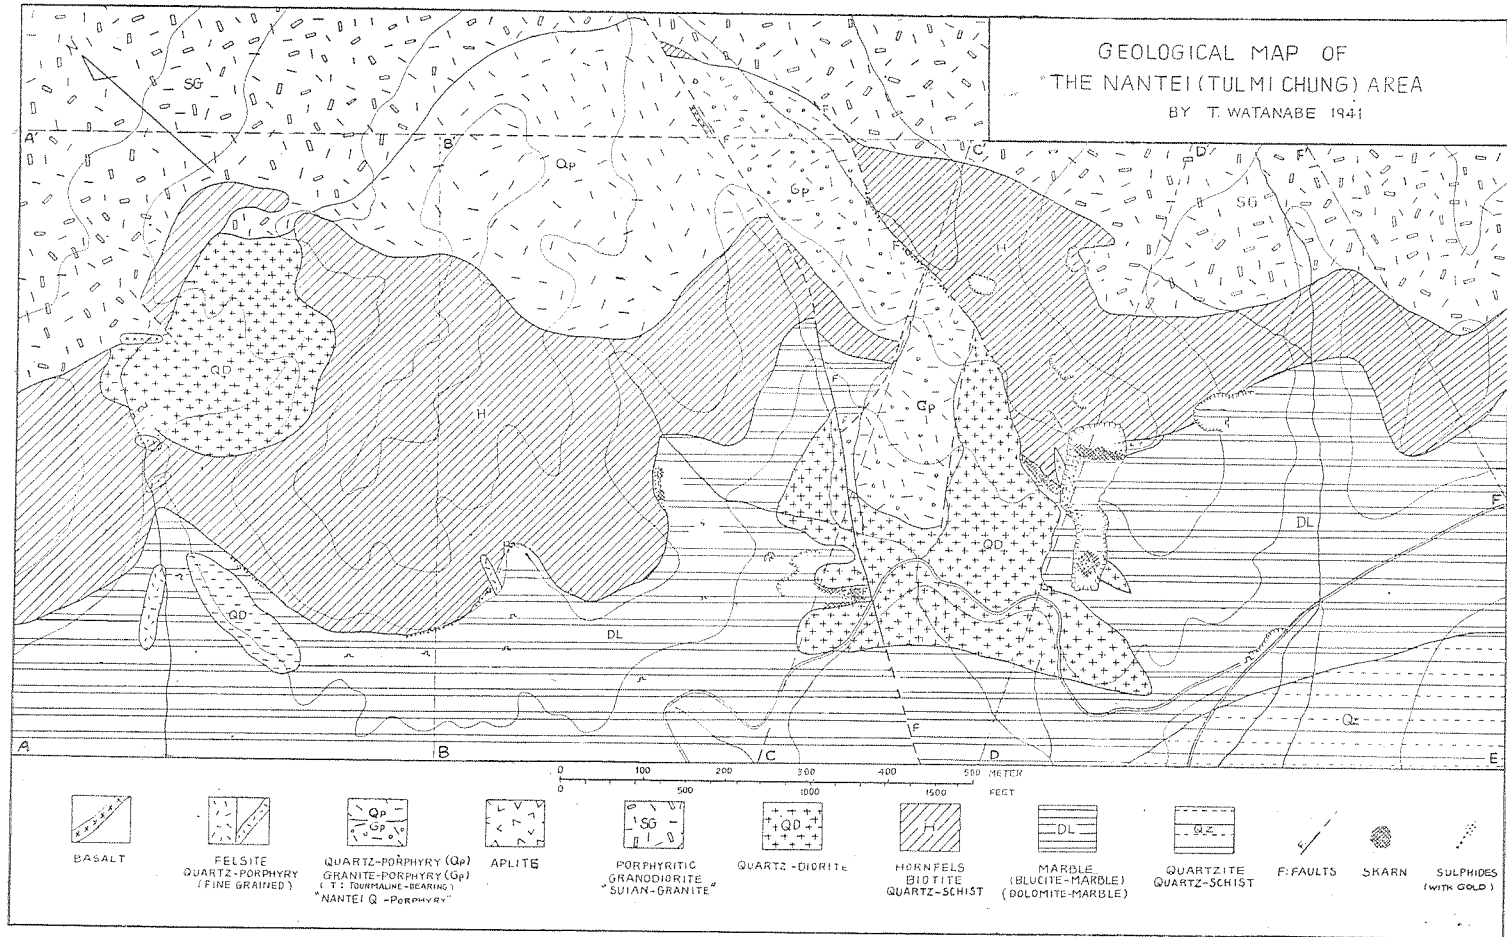 GEOLOGICAL MAP OF
"THE NANTEI (TULMI CHUNG) AREA
BY T. WATANABE 1941
N
SG
A'
B'
Qp
F
Gp
F
C'
D'
F'
SG
H
F
QD
H
F
Gp
QD
DL
F
QD
DL
Qz
A
B
C
F
D
E
0 100 200 300 400 500 METER
0 500 1000 1500 FEET
BASALT
FELSITE
QUARTZ-PORPHYRY
(FINE GRAINED)
Qp
Gp
QUARTZ-PORPHYRY (Qp)
GRANITE-PORPHYRY (Gp)
(T: TOURMALINE-BEARING)
"NANTEI Q-PORPHYRY"
APLITE
SG
PORPHYRITIC
GRANODIORITE
"SUIAN-GRANITE"
QD
QUARTZ-DIORITE
H
HORNFELS
BIOTITE
QUARTZ-SCHIST
DL
MARBLE
(BLUCITE-MARBLE)
(DOLOMITE-MARBLE)
Qz
QUARTZITE
QUARTZ-SCHIST
F
F: FAULTS
SKARN
SULPHIDES
(WITH GOLD)